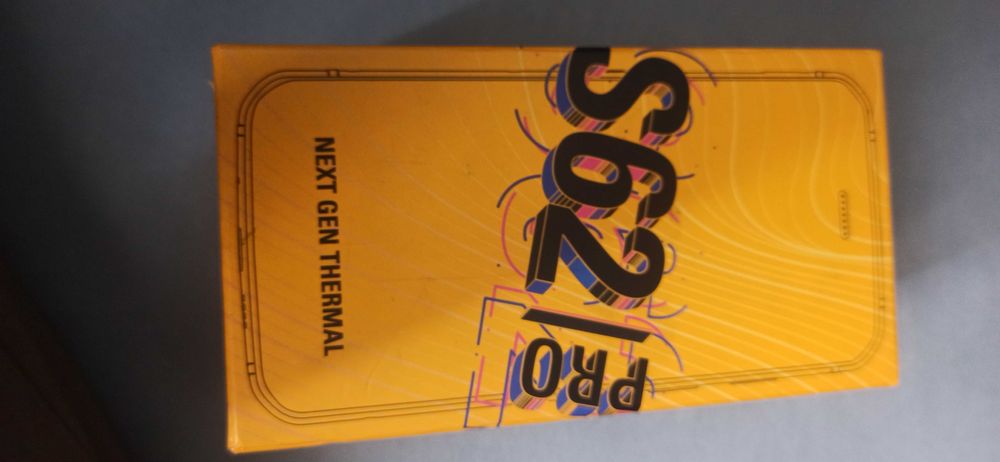 S62
PRO
NEXT GEN THERMAL